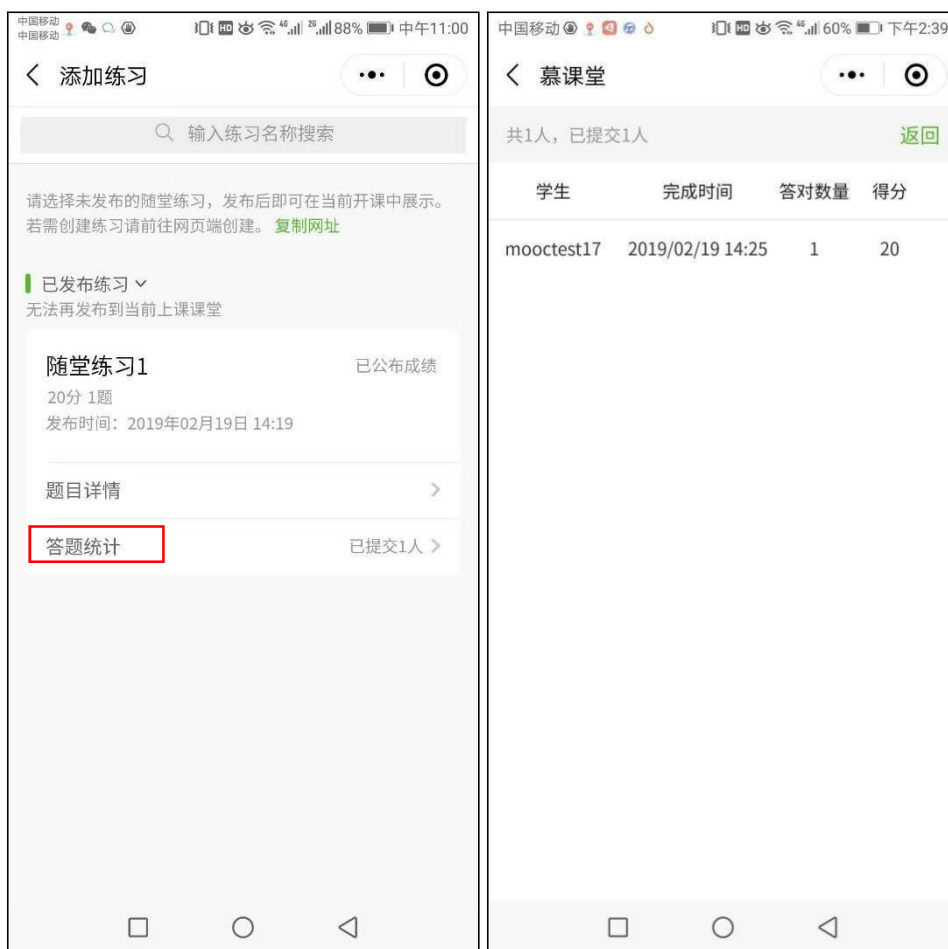 中国移动
中国移动
HD 4G 2G 88% 中午11:00
添加练习
输入练习名称搜索
请选择未发布的随堂练习，发布后即可在当前开课中展示。
若需创建练习请前往网页端创建。 复制网址
已发布练习
无法再发布到当前上课课堂
随堂练习1 已公布成绩
20分 1题
发布时间：2019年02月19日 14:19
题目详情
答题统计 已提交1人
中国移动 HD 4G 60% 下午2:39
慕课堂
共1人，已提交1人 返回
学生 完成时间 答对数量 得分
mooctest17 2019/02/19 14:25 1 20